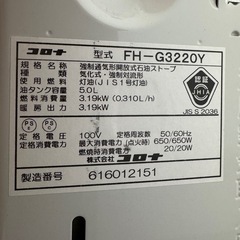 コロナ 型式 FH-G3220Y
規格名称 強制通気形開放式石油ストーブ
種類 気化式・強制対流形
使用燃料 灯油(JIS1号灯油)
油タンク容量 5.0L
燃料消費量 3.19kW (0.310L/h)
暖房出力 3.19kW
認証
JHIA
JIS S 2036
PS C
PS E
定格電圧 100V 定格周波数 50/60Hz
最大消費電力 (点火時) 650/650W
燃焼時消費電力 20/20W
株式会社 コロナ
製造番号 616012151